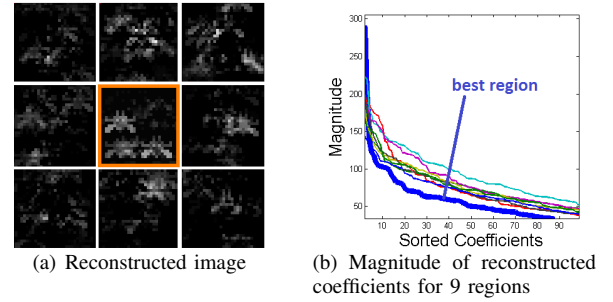 300
250
200
150
100
50
Magnitude
best region
10 20 30 40 50 60 70 80 90
Sorted Coefficients
(a) Reconstructed image
(b) Magnitude of reconstructed
coefficients for 9 regions